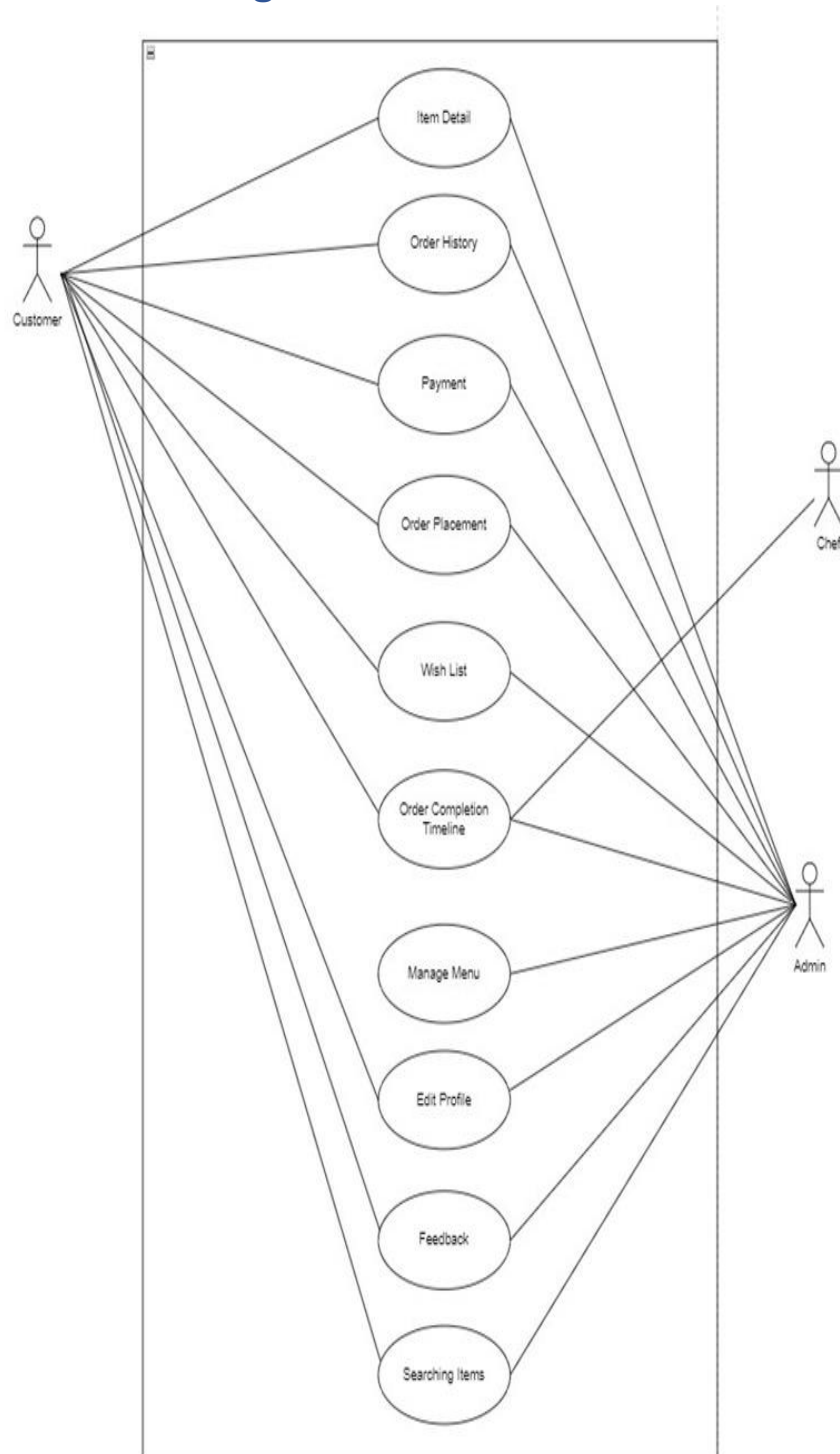 Item Detail
Order History
Customer
Payment
Order Placement
Chef
Wish List
Order Completion
Timeline
Admin
Manage Menu
Edit Profile
Feedback
Searching Items